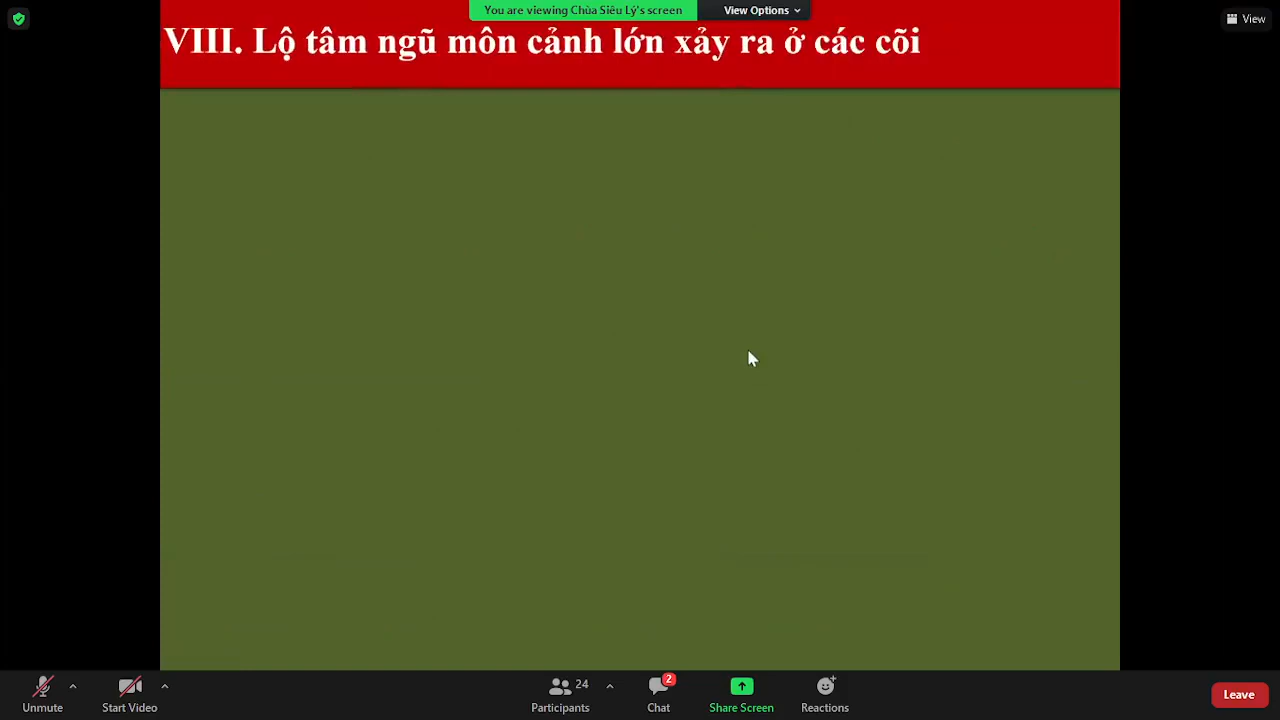 You are viewing Chùa Siêu Lý's screen
View Options
View
VIII. Lộ tâm ngũ môn cảnh lớn xảy ra ở các cõi
Unmute
Start Video
24
Participants
2
Chat
Share Screen
Reactions
Leave